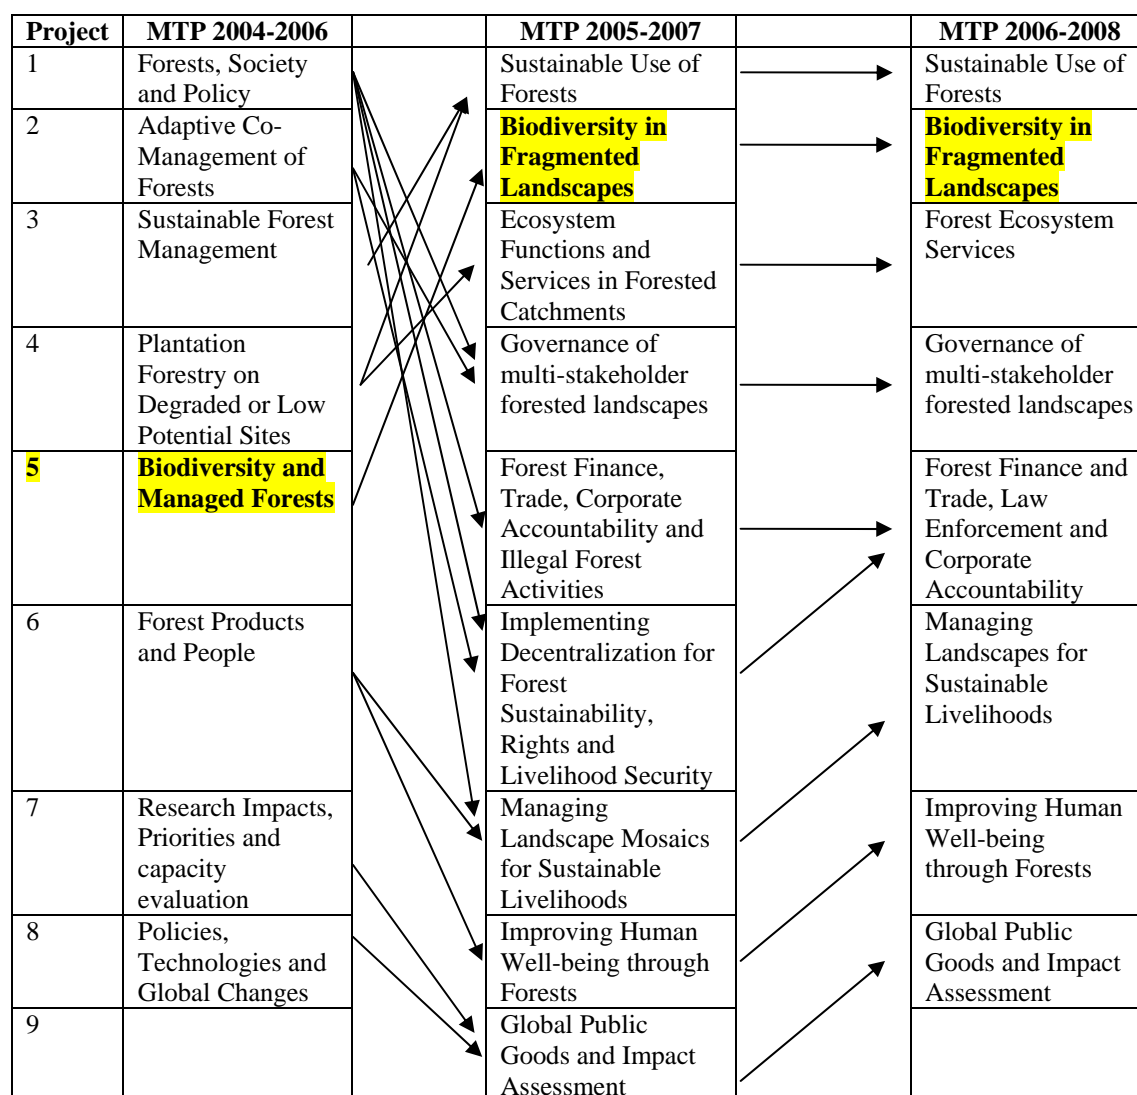 Project MTP 2004-2006 MTP 2005-2007 MTP 2006-2008
1 Forests, Society Sustainable Use of Sustainable Use of
and Policy Forests Forests
2 Adaptive Co- Biodiversity in Biodiversity in
Management of Fragmented Fragmented
Forests Landscapes Landscapes
3 Sustainable Forest Ecosystem Forest Ecosystem
Management Functions and Services
Services in Forested
Catchments
4 Plantation Governance of Governance of
Forestry on multi-stakeholder multi-stakeholder
Degraded or Low forested landscapes forested landscapes
Potential Sites
5 Biodiversity and Forest Finance, Forest Finance and
Managed Forests Trade, Corporate Trade, Law
Accountability and Enforcement and
Illegal Forest Corporate
Activities Accountability
6 Forest Products Implementing Managing
and People Decentralization for Landscapes for
Forest Sustainable
Sustainability, Livelihoods
Rights and
Livelihood Security
7 Research Impacts, Managing Improving Human
Priorities and Landscape Mosaics Well-being
capacity for Sustainable through Forests
evaluation Livelihoods
8 Policies, Improving Human Global Public
Technologies and Well-being through Goods and Impact
Global Changes Forests Assessment
9 Global Public
Goods and Impact
Assessment